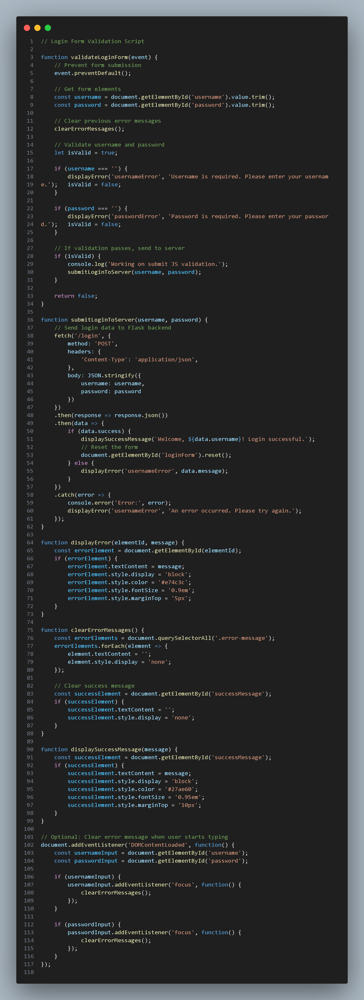 1 // Login Form Validation Script
2
3 function validateLoginForm(event) {
4     // Prevent form submission
5     event.preventDefault();
6
7     // Get form elements
8     const username = document.getElementById('username').value.trim();
9     const password = document.getElementById('password').value.trim();
10
11     // Clear previous error messages
12     clearErrorMessages();
13
14     // Validate username and password
15     let isValid = true;
16
17     if (username === '') {
18         displayError('usernameError', 'Username is required. Please enter your usernam
19 e.');   isValid = false;
20     }
21
22     if (password === '') {
23         displayError('passwordError', 'Password is required. Please enter your passwor
24 d.');   isValid = false;
25     }
26
27     // If validation passes, send to server
28     if (isValid) {
29         console.log('Working on submit JS validation.');
30         submitLoginToServer(username, password);
31     }
32
33     return false;
34 }
35
36 function submitLoginToServer(username, password) {
37     // Send login data to Flask backend
38     fetch('/login', {
39         method: 'POST',
40         headers: {
41             'Content-Type': 'application/json',
42         },
43         body: JSON.stringify({
44             username: username,
45             password: password
46         })
47     })
48     .then(response => response.json())
49     .then(data => {
50         if (data.success) {
51             displaySuccessMessage(`Welcome, ${data.username}! Login successful.`);
52             // Reset the form
53             document.getElementById('loginForm').reset();
54         } else {
55             displayError('usernameError', data.message);
56         }
57     })
58     .catch(error => {
59         console.error('Error:', error);
60         displayError('usernameError', 'An error occurred. Please try again.');
61     });
62 }
63
64 function displayError(elementId, message) {
65     const errorElement = document.getElementById(elementId);
66     if (errorElement) {
67         errorElement.textContent = message;
68         errorElement.style.display = 'block';
69         errorElement.style.color = '#e74c3c';
70         errorElement.style.fontSize = '0.9em';
71         errorElement.style.marginTop = '5px';
72     }
73 }
74
75 function clearErrorMessages() {
76     const errorElements = document.querySelectorAll('.error-message');
77     errorElements.forEach(element => {
78         element.textContent = '';
79         element.style.display = 'none';
80     });
81
82     // Clear success message
83     const successElement = document.getElementById('successMessage');
84     if (successElement) {
85         successElement.textContent = '';
86         successElement.style.display = 'none';
87     }
88 }
89
90 function displaySuccessMessage(message) {
91     const successElement = document.getElementById('successMessage');
92     if (successElement) {
93         successElement.textContent = message;
94         successElement.style.display = 'block';
95         successElement.style.color = '#27ae60';
96         successElement.style.fontSize = '0.95em';
97         successElement.style.marginTop = '10px';
98     }
99 }
100
101 // Optional: Clear error message when user starts typing
102 document.addEventListener('DOMContentLoaded', function() {
103     const usernameInput = document.getElementById('username');
104     const passwordInput = document.getElementById('password');
105
106     if (usernameInput) {
107         usernameInput.addEventListener('focus', function() {
108             clearErrorMessages();
109         });
110     }
111
112     if (passwordInput) {
113         passwordInput.addEventListener('focus', function() {
114             clearErrorMessages();
115         });
116     }
117 });
118